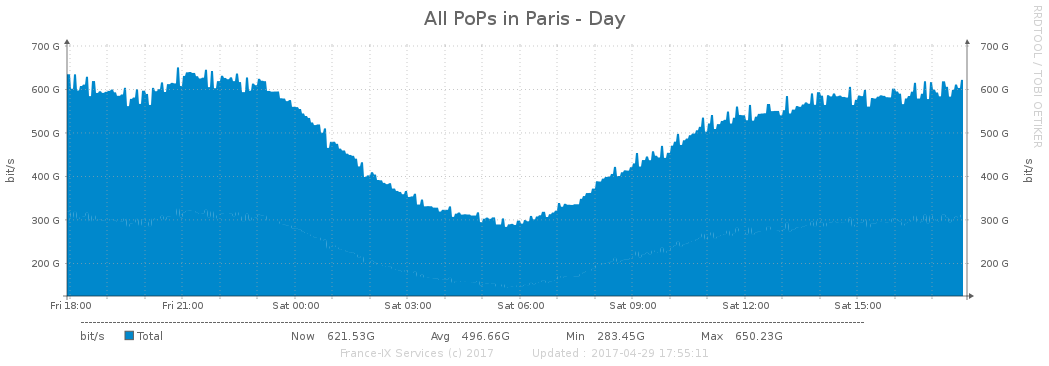 All PoPs in Paris - Day
RRDTOOL / TOBI OETIKER
700 G 700 G
600 G 600 G
500 G 500 G
400 G 400 G
300 G 300 G
200 G 200 G
bit/s bit/s
Fri 18:00 Fri 21:00 Sat 00:00 Sat 03:00 Sat 06:00 Sat 09:00 Sat 12:00 Sat 15:00
bit/s Total Now 621.53G Avg 496.66G Min 283.45G Max 650.23G
France-IX Services (c) 2017 Updated : 2017-04-29 17:55:11